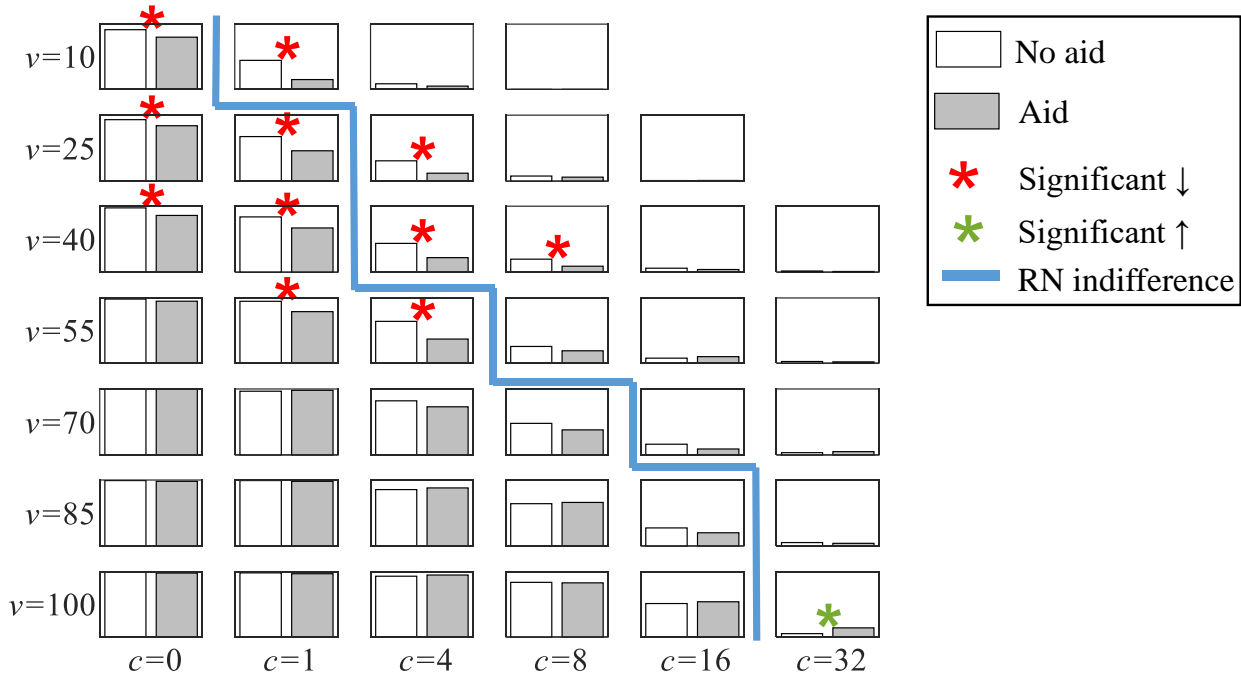 v=10
v=25
v=40
v=55
v=70
v=85
v=100
c=0 c=1 c=4 c=8 c=16 c=32
No aid
Aid
* Significant ↓
* Significant ↑
RN indifference